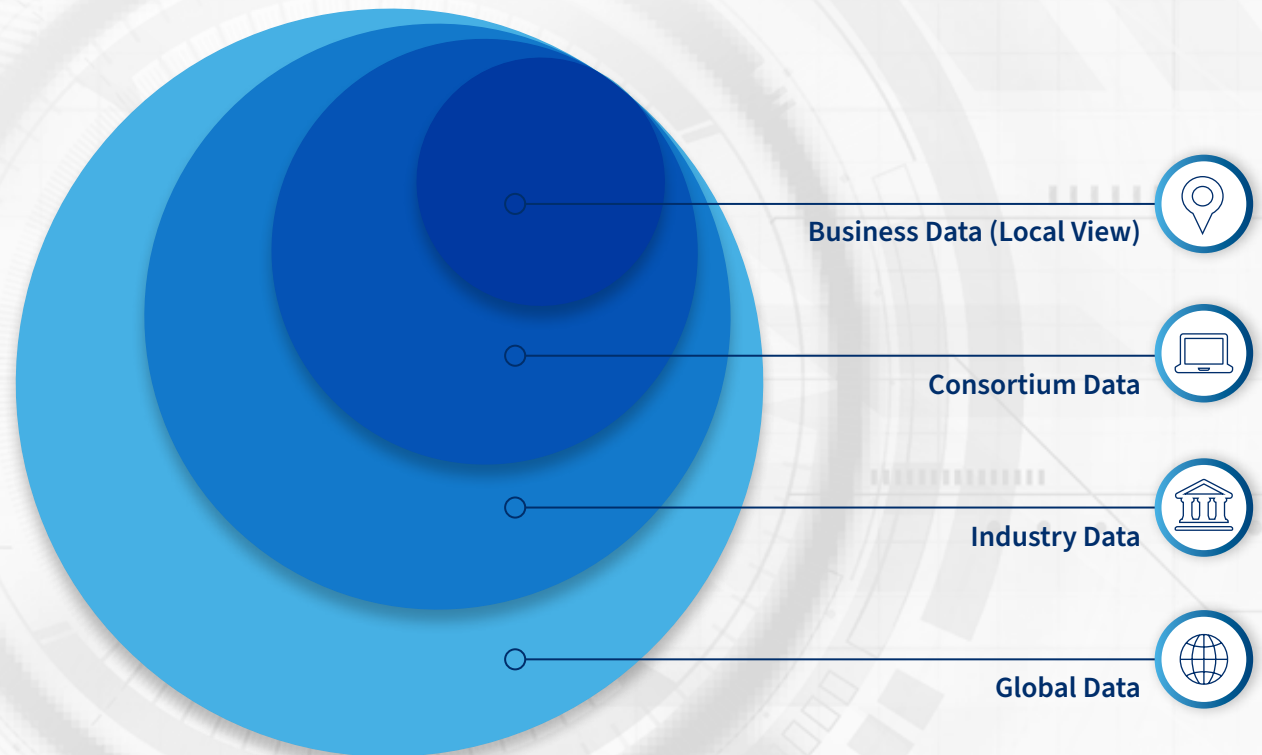 Business Data (Local View)
Consortium Data
Industry Data
Global Data